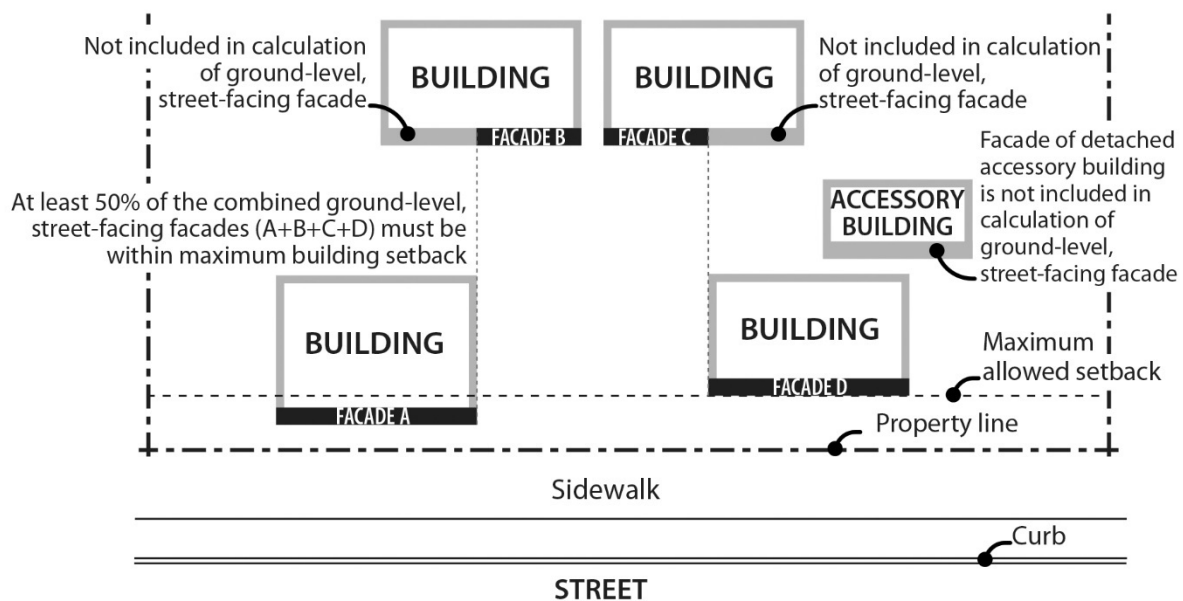 Not included in calculation
of ground-level,
street-facing facade
BUILDING
FACADE B
BUILDING
FACADE C
Not included in calculation
of ground-level,
street-facing facade
Facade of detached
accessory building
is not included in
calculation of
ground-level,
street-facing facade
ACCESSORY
BUILDING
At least 50% of the combined ground-level,
street-facing facades (A+B+C+D) must be
within maximum building setback
BUILDING
FACADE A
BUILDING
FACADE D
Maximum
allowed setback
Property line
Sidewalk
Curb
STREET